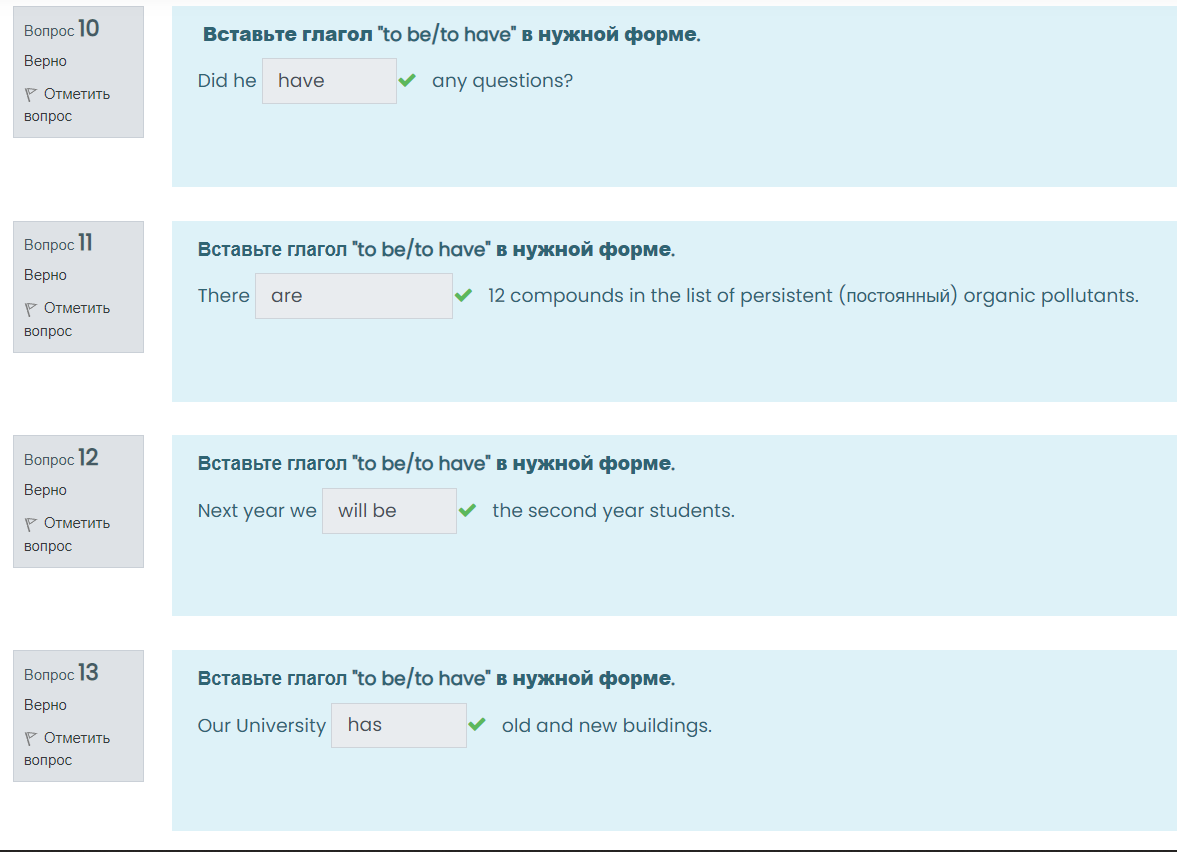 Вопрос 10
Верно
Отметить
вопрос
Вставьте глагол "to be/to have" в нужной форме.
Did he have any questions?
Вопрос 11
Верно
Отметить
вопрос
Вставьте глагол "to be/to have" в нужной форме.
There are 12 compounds in the list of persistent (постоянный) organic pollutants.
Вопрос 12
Верно
Отметить
вопрос
Вставьте глагол "to be/to have" в нужной форме.
Next year we will be the second year students.
Вопрос 13
Верно
Отметить
вопрос
Вставьте глагол "to be/to have" в нужной форме.
Our University has old and new buildings.